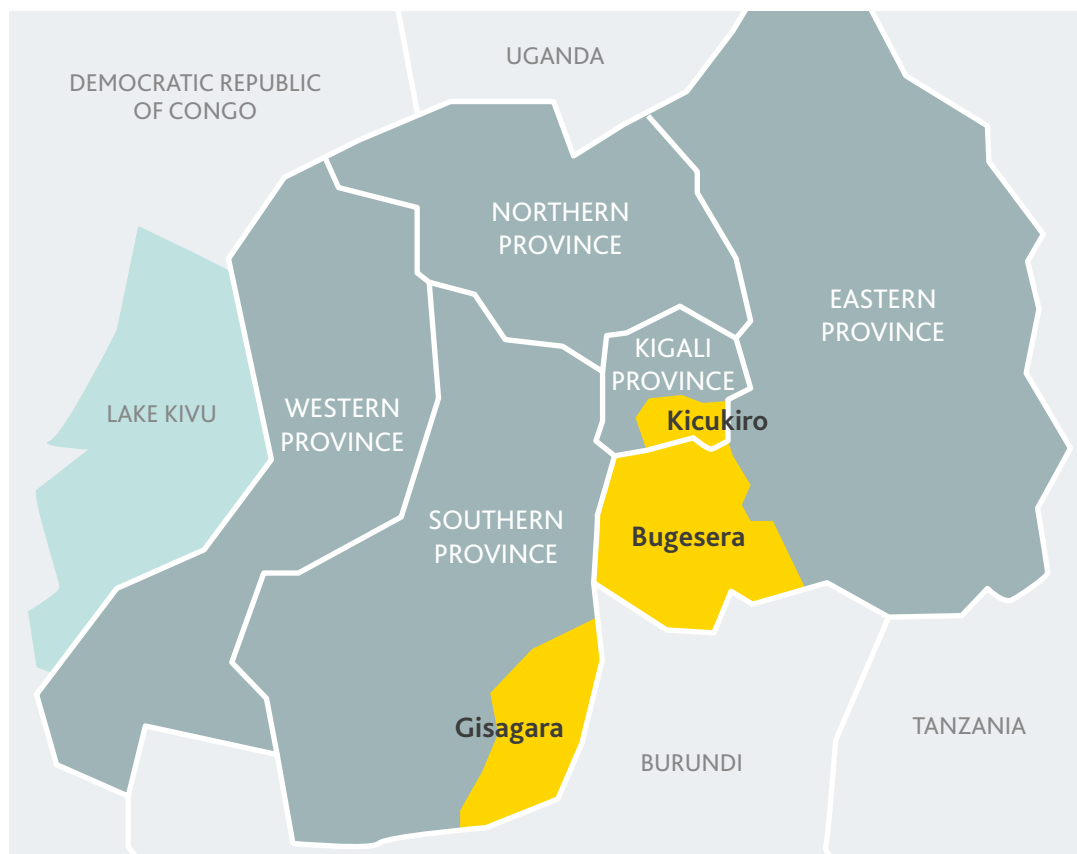 UGANDA
DEMOCRATIC REPUBLIC
OF CONGO
NORTHERN
PROVINCE
EASTERN
PROVINCE
KIGALI
PROVINCE
LAKE KIVU
WESTERN
PROVINCE
Kicukiro
SOUTHERN
PROVINCE
Bugesera
Gisagara
BURUNDI
TANZANIA